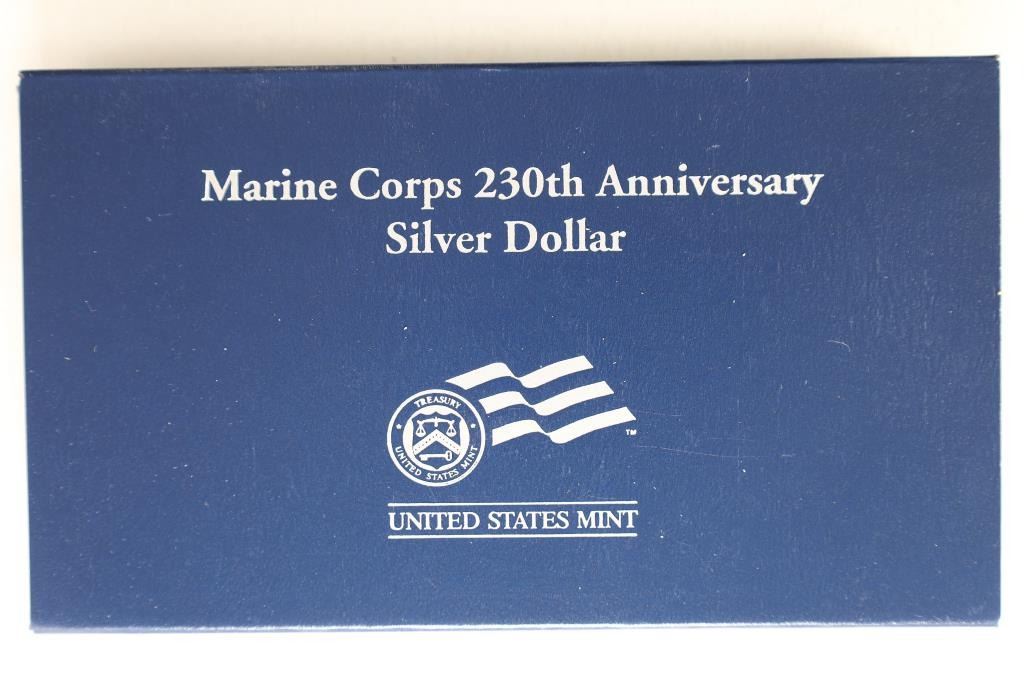 Marine Corps 230th Anniversary
Silver Dollar
TREASURY
UNITED STATES MINT
TM
UNITED STATES MINT